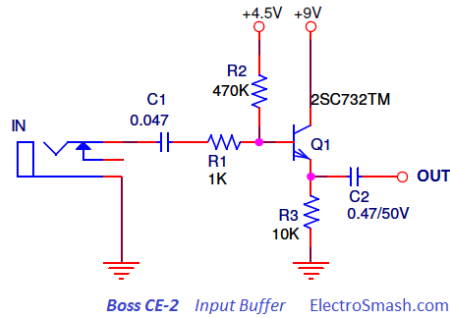 +4.5V
+9V
R2
470K
2SC732TM
C1
0.047
IN
Q1
R1
1K
OUT
C2
0.47/50V
R3
10K
Boss CE-2 Input Buffer ElectroSmash.com